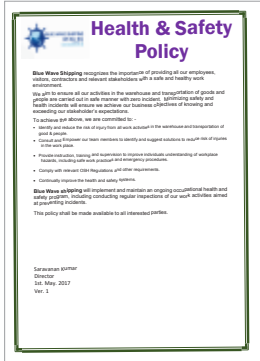 Health & Safety
Policy
Blue Wave Shipping recognizes the importance of providing all our employees,
visitors, contractors and relevant stakeholders with a safe and healthy work
environment.
We aim to ensure all our activities in the warehouse and transportation of goods and
people are carried out in safe manner with zero incident. Minimizing safety and
health incidents will ensure we achieve our business objectives of knowing and
exceeding our stakeholder's expectations.
To achieve the above, we are committed to: -
• Identify and reduce the risk of injury from all work activities in the warehouse and transportation of
good & people
• Consult and Empower our team members to identify and suggest solutions to reduce risk of injuries
in the work place
• Provide instruction, training and supervision to improve individuals understanding of workplace
hazards, including safe work practices and emergency procedures.
• Comply with relevant OSH Regulations and other requirements.
• Continually improve the health and safety systems.
Blue Wave shipping will implement and maintain an ongoing occupational health and
safety program, including conducting regular inspections of our work activities aimed
at preventing incidents.
This policy shall be made available to all interested parties.
Saravanan kumar
Director
1st. May. 2017
Ver. 1